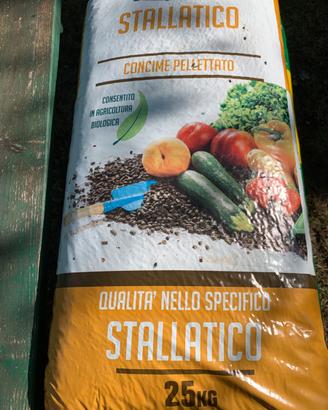 STALLATICO
CONCIME PELLETTATO
CONSENTITO
IN AGRICOLTURA
BIOLOGICA
QUALITA' NELLO SPECIFICO
STALLATICO
25KG